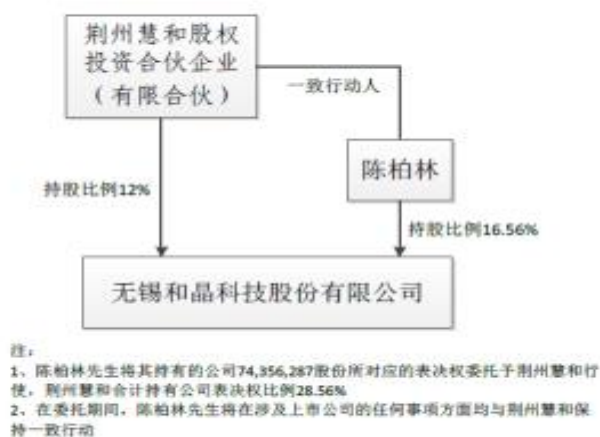 荆州慧和股权
投资合伙企业
（有限合伙）
一致行动人
陈柏林
持股比例12%
持股比例16.56%
无锡和晶科技股份有限公司
注：
1、陈柏林先生将其持有的公司74,356,287股份所对应的表决权委托予荆州慧和行
使，荆州慧和合计持有公司表决权比例28.56%
2、在委托期间，陈柏林先生将在涉及上市公司的任何事项方面均与荆州慧和保
持一致行动